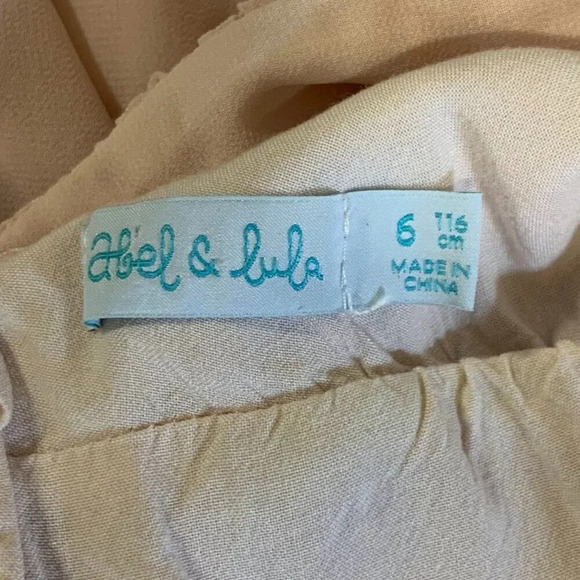 abel & lula
6 116
cm
MADE IN
CHINA